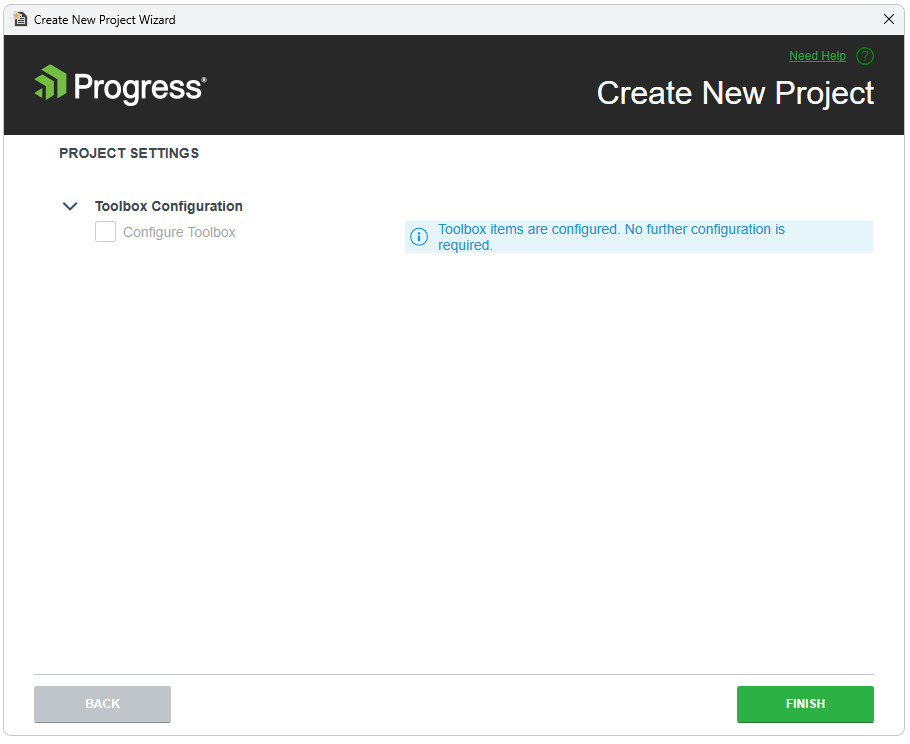 Create New Project Wizard
Need Help ?
Progress®
Create New Project
PROJECT SETTINGS
Toolbox Configuration
Configure Toolbox
Toolbox items are configured. No further configuration is
required.
BACK
FINISH